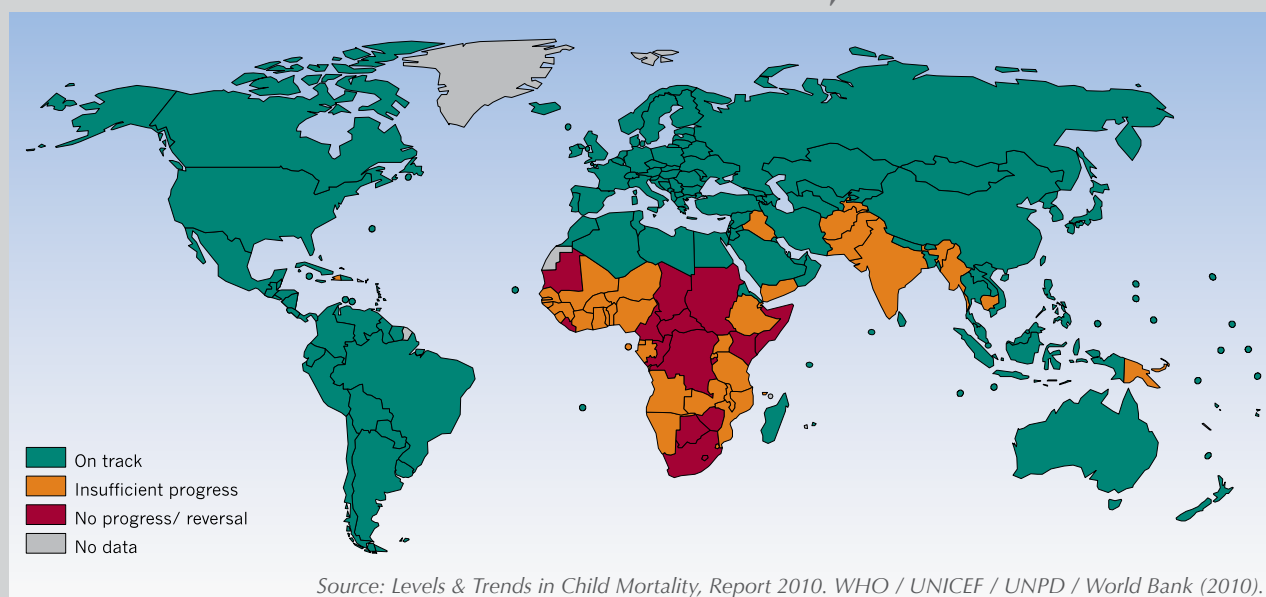 On track
Insufficient progress
No progress/ reversal
No data
Source: Levels & Trends in Child Mortality, Report 2010. WHO / UNICEF / UNPD / World Bank (2010).